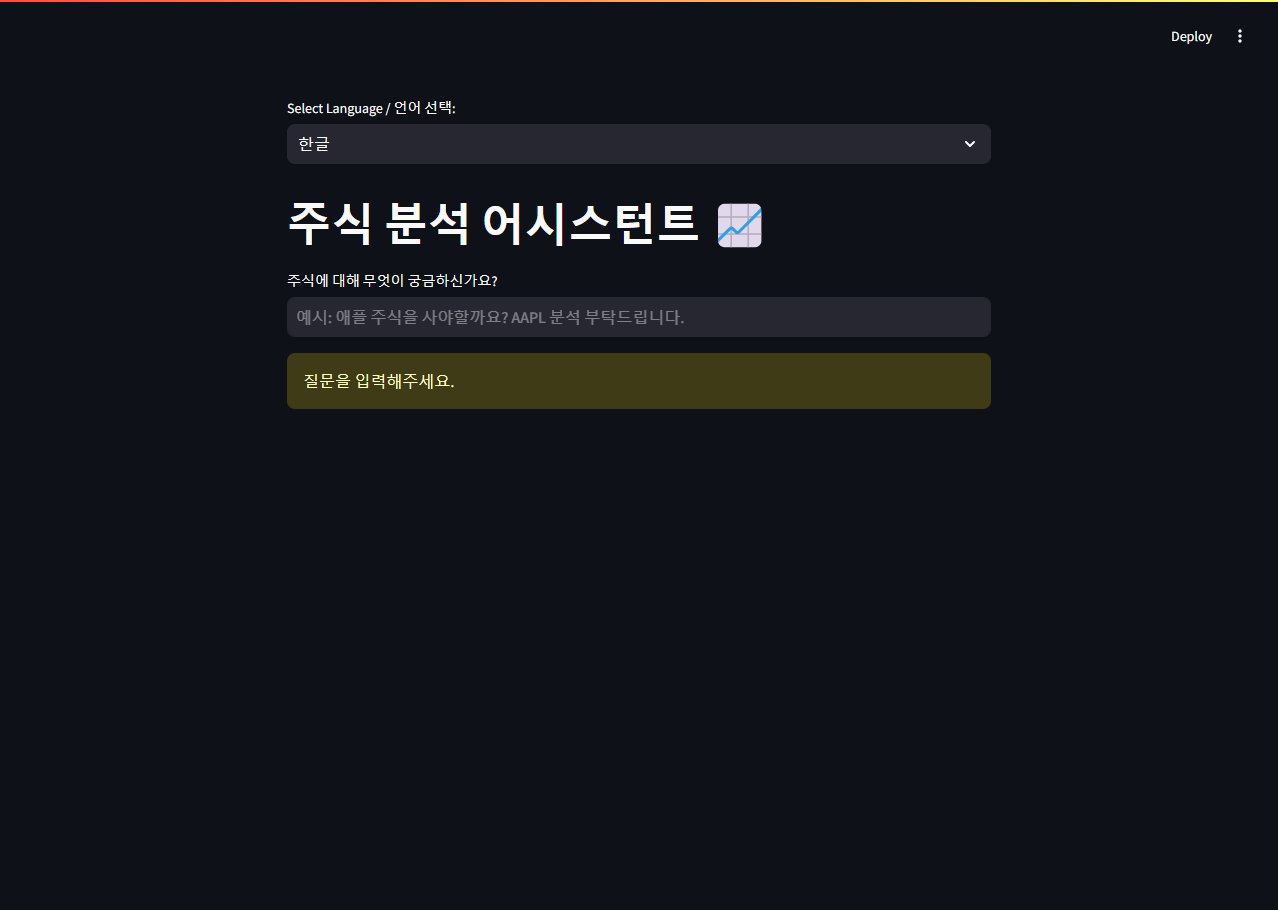 Deploy
Select Language / 언어 선택:
한글
주식 분석 어시스턴트
주식에 대해 무엇이 궁금하신가요?
예시: 애플 주식을 사야할까요? AAPL 분석 부탁드립니다.
질문을 입력해주세요.